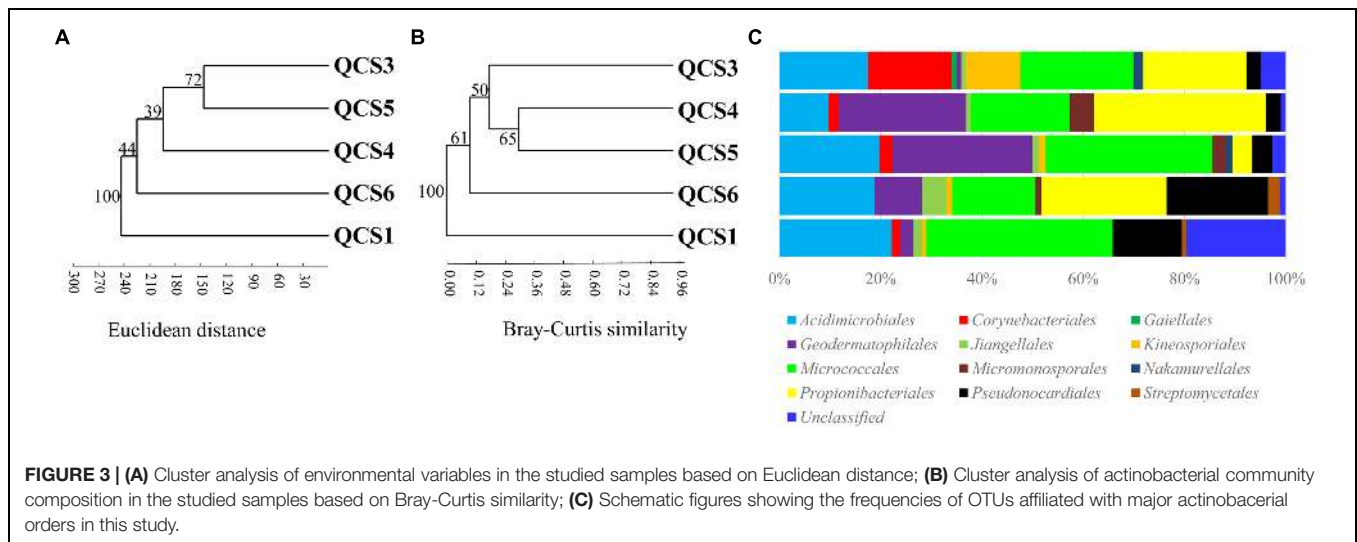 A
QCS3
72
QCS5
39
QCS4
44
QCS6
100
QCS1
300
270
240
210
180
150
120
90
60
30
Euclidean distance
B
QCS3
50
QCS4
65
61
QCS5
QCS6
100
QCS1
0.00
0.12
0.24
0.36
0.48
0.60
0.72
0.84
0.96
Bray-Curtis similarity
C
0% 20% 40% 60% 80% 100%
Acidimicrobiales Corynebacteriales Gaiellales
Geodermatophilales Jiangellales Kineosporiales
Micrococcales Micromonosporales Nakamurellales
Propionibacteriales Pseudonocardiales Streptomycetales
Unclassified
FIGURE 3 | (A) Cluster analysis of environmental variables in the studied samples based on Euclidean distance; (B) Cluster analysis of actinobacterial community
composition in the studied samples based on Bray-Curtis similarity; (C) Schematic figures showing the frequencies of OTUs affiliated with major actinobacerial
orders in this study.